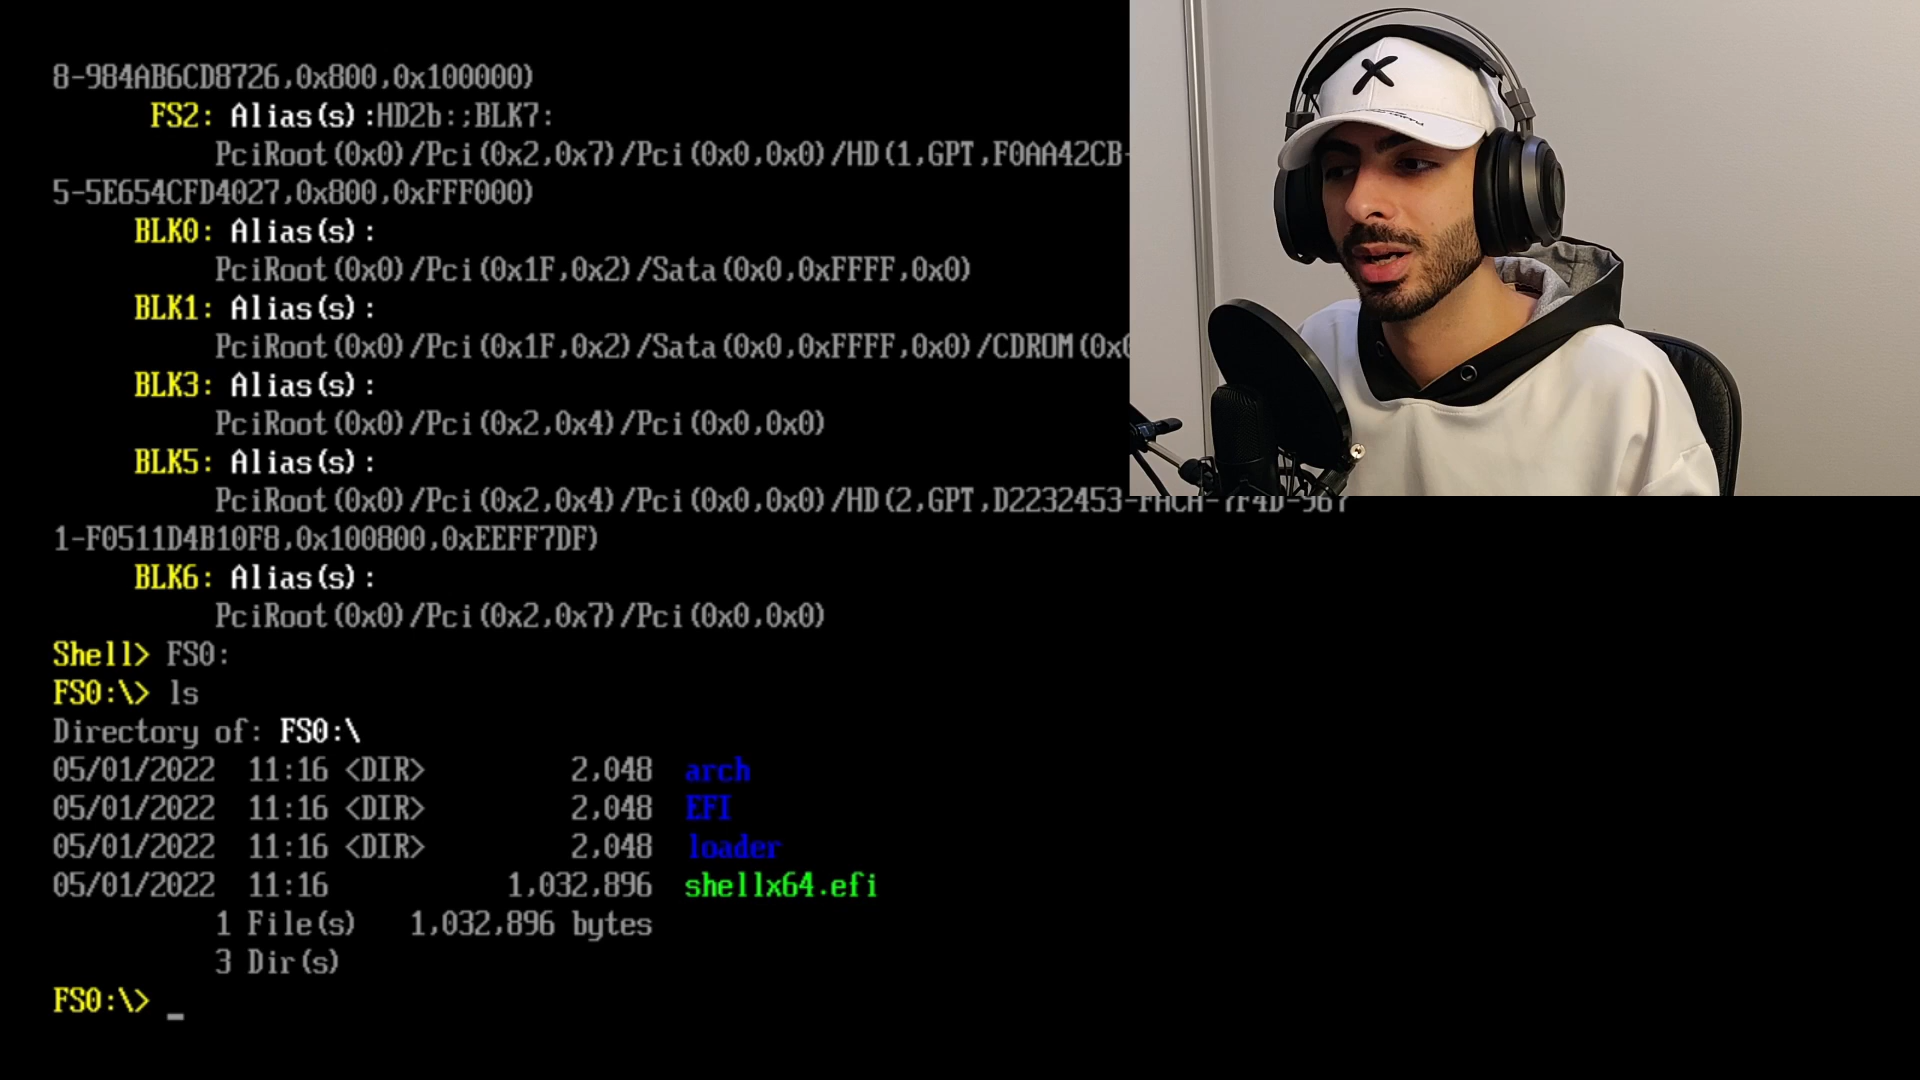 8-984AB6CD8726,0x800,0x100000)
FS2: Alias(s):HD2b:;BLK7:
PciRoot(0x0)/Pci(0x2,0x7)/Pci(0x0,0x0)/HD(1,GPT,F0AA42CB-
5-5E654CFD4027,0x800,0xFFF000)
BLK0: Alias(s):
PciRoot(0x0)/Pci(0x1F,0x2)/Sata(0x0,0xFFFF,0x0)
BLK1: Alias(s):
PciRoot(0x0)/Pci(0x1F,0x2)/Sata(0x0,0xFFFF,0x0)/CDROM(0x0
BLK3: Alias(s):
PciRoot(0x0)/Pci(0x2,0x4)/Pci(0x0,0x0)
BLK5: Alias(s):
PciRoot(0x0)/Pci(0x2,0x4)/Pci(0x0,0x0)/HD(2,GPT,D2232453-FACA-7F4D-967
1-F0511D4B10F8,0x100800,0xEEFF7DF)
BLK6: Alias(s):
PciRoot(0x0)/Pci(0x2,0x7)/Pci(0x0,0x0)
Shell> FS0:
FS0:\> ls
Directory of: FS0:\
05/01/2022 11:16 <DIR> 2,048 arch
05/01/2022 11:16 <DIR> 2,048 EFI
05/01/2022 11:16 <DIR> 2,048 loader
05/01/2022 11:16 1,032,896 shellx64.efi
1 File(s) 1,032,896 bytes
3 Dir(s)
FS0:\> _